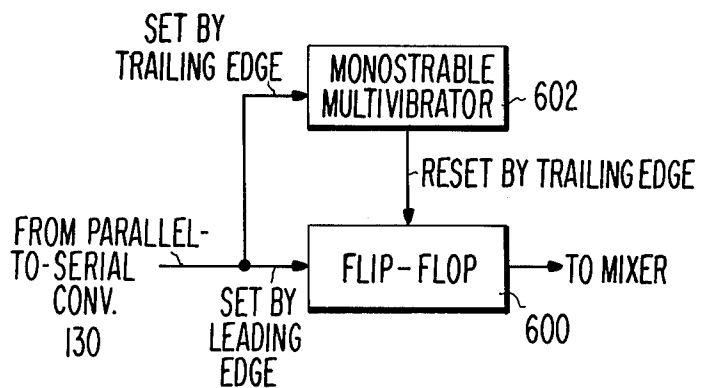 SET BY
TRAILING EDGE
MONOSTRABLE
MULTIVIBRATOR
602
RESET BY TRAILING EDGE
FROM PARALLEL-
TO-SERIAL
CONV.
130
SET BY
LEADING
EDGE
FLIP-FLOP
600
TO MIXER